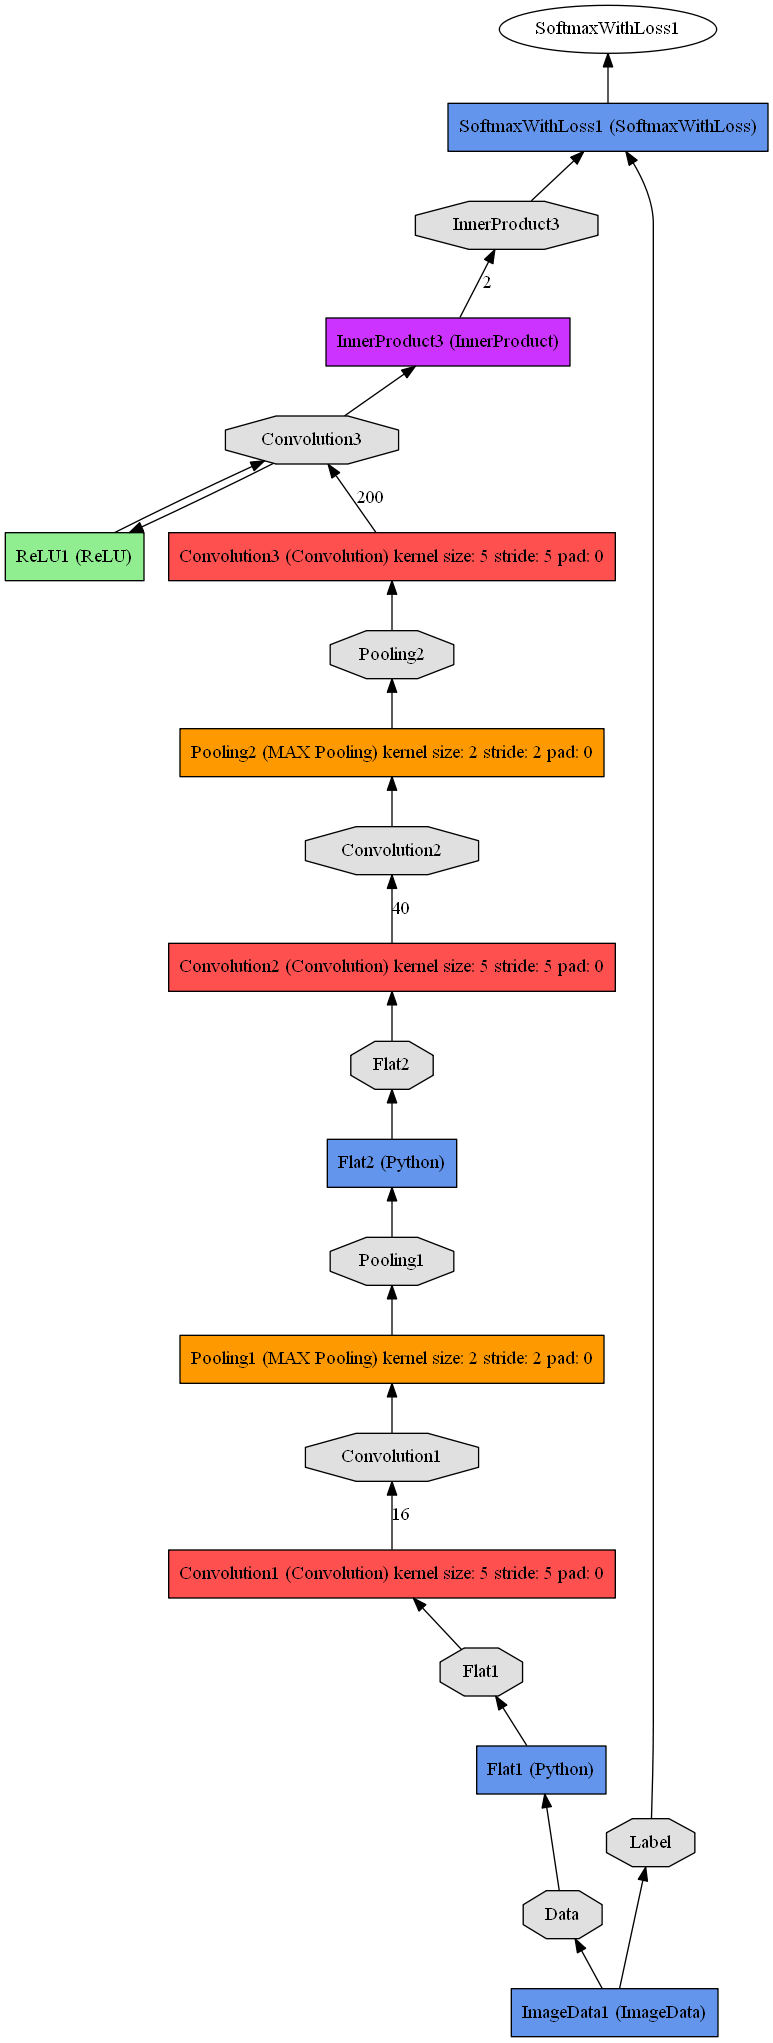 SoftmaxWithLoss1
SoftmaxWithLoss1 (SoftmaxWithLoss)
InnerProduct3
2
InnerProduct3 (InnerProduct)
Convolution3
200
ReLU1 (ReLU)
Convolution3 (Convolution) kernel size: 5 stride: 5 pad: 0
Pooling2
Pooling2 (MAX Pooling) kernel size: 2 stride: 2 pad: 0
Convolution2
40
Convolution2 (Convolution) kernel size: 5 stride: 5 pad: 0
Flat2
Flat2 (Python)
Pooling1
Pooling1 (MAX Pooling) kernel size: 2 stride: 2 pad: 0
Convolution1
16
Convolution1 (Convolution) kernel size: 5 stride: 5 pad: 0
Flat1
Flat1 (Python)
Label
Data
ImageData1 (ImageData)